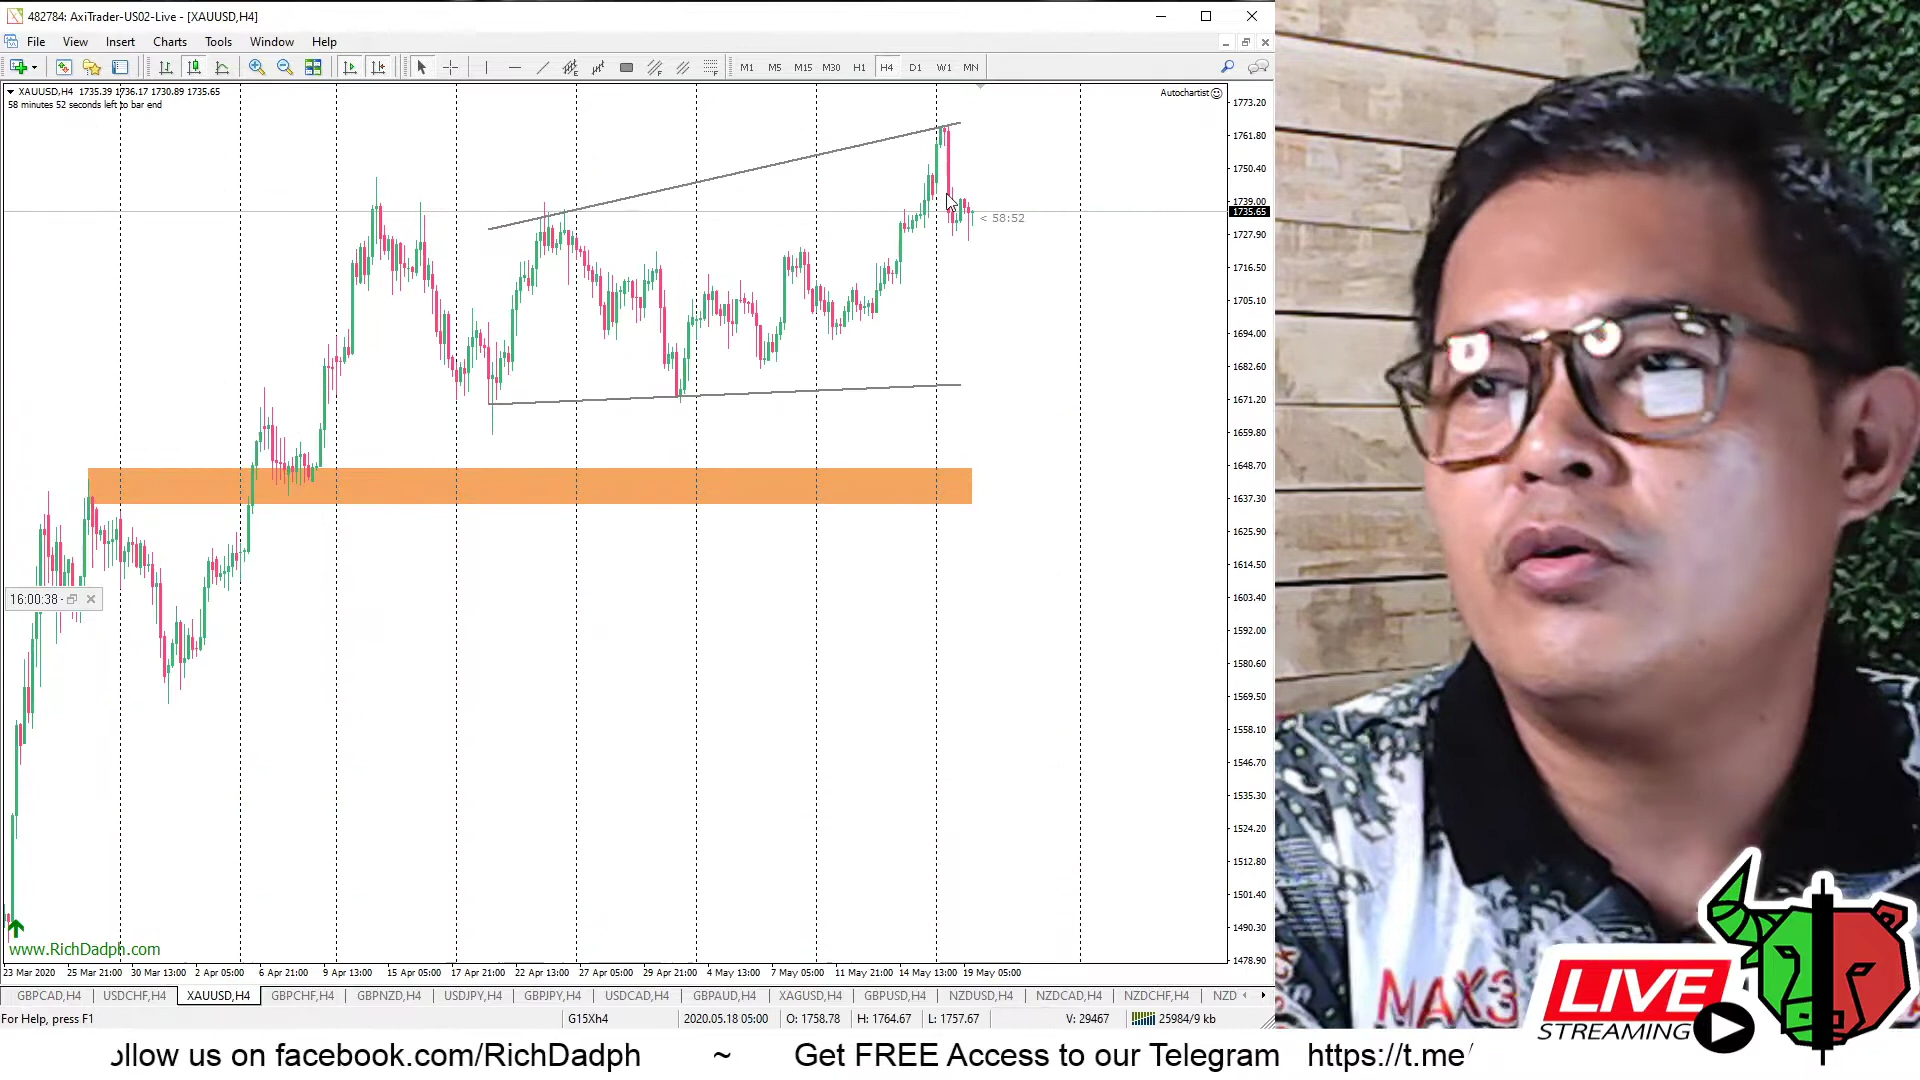 482784: AxiTrader-US02-Live - [XAUUSD,H4]
File View Insert Charts Tools Window Help
M1 M5 M15 M30 H1 H4 D1 W1 MN
XAUUSD,H4 1735.39 1736.17 1730.89 1735.65
58 minutes 52 seconds left to bar end
Autochartist
1773.20
1761.80
1750.40
1739.00
1735.65
< 58:52
1727.90
1716.50
1705.10
1694.00
1682.60
1671.20
1659.80
1648.70
1637.30
1625.90
1614.50
1603.40
1592.00
1580.60
1569.50
1558.10
1546.70
1535.30
1524.20
1512.80
1501.40
1490.30
1478.90
16:00:38 -
www.RichDadph.com
23 Mar 2020 25 Mar 21:00 30 Mar 13:00 2 Apr 05:00 6 Apr 21:00 9 Apr 13:00 15 Apr 05:00 17 Apr 21:00 22 Apr 13:00 27 Apr 05:00 29 Apr 21:00 4 May 13:00 7 May 05:00 11 May 21:00 14 May 13:00 19 May 05:00
GBPCAD,H4 USDCHF,H4 XAUUSD,H4 GBPCHF,H4 GBPNZD,H4 USDJPY,H4 GBPJPY,H4 USDCAD,H4 GBPAUD,H4 XAGUSD,H4 GBPUSD,H4 NZDUSD,H4 NZDCAD,H4 NZDCHF,H4 NZD
For Help, press F1 G15Xh4 2020.05.18 05:00 O: 1758.78 H: 1764.67 L: 1757.67 V: 29467 25984/9 kb
MAX3
LIVE
STREAMING
ollow us on facebook.com/RichDadph ~ Get FREE Access to our Telegram https://t.me/